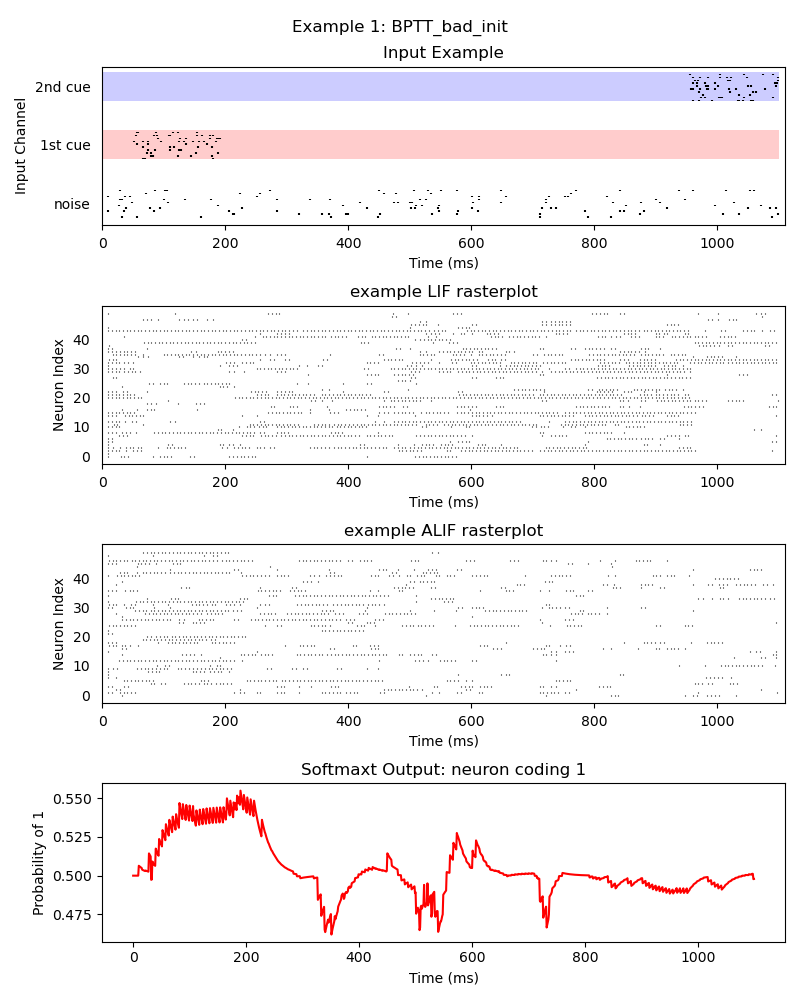 Example 1: BPTT_bad_init
Input Example
Input Channel
2nd cue
1st cue
noise
0 200 400 600 800 1000
Time (ms)
example LIF rasterplot
Neuron Index
40
30
20
10
0
0 200 400 600 800 1000
Time (ms)
example ALIF rasterplot
Neuron Index
40
30
20
10
0
0 200 400 600 800 1000
Time (ms)
Softmaxt Output: neuron coding 1
Probability of 1
0.550
0.525
0.500
0.475
0 200 400 600 800 1000
Time (ms)